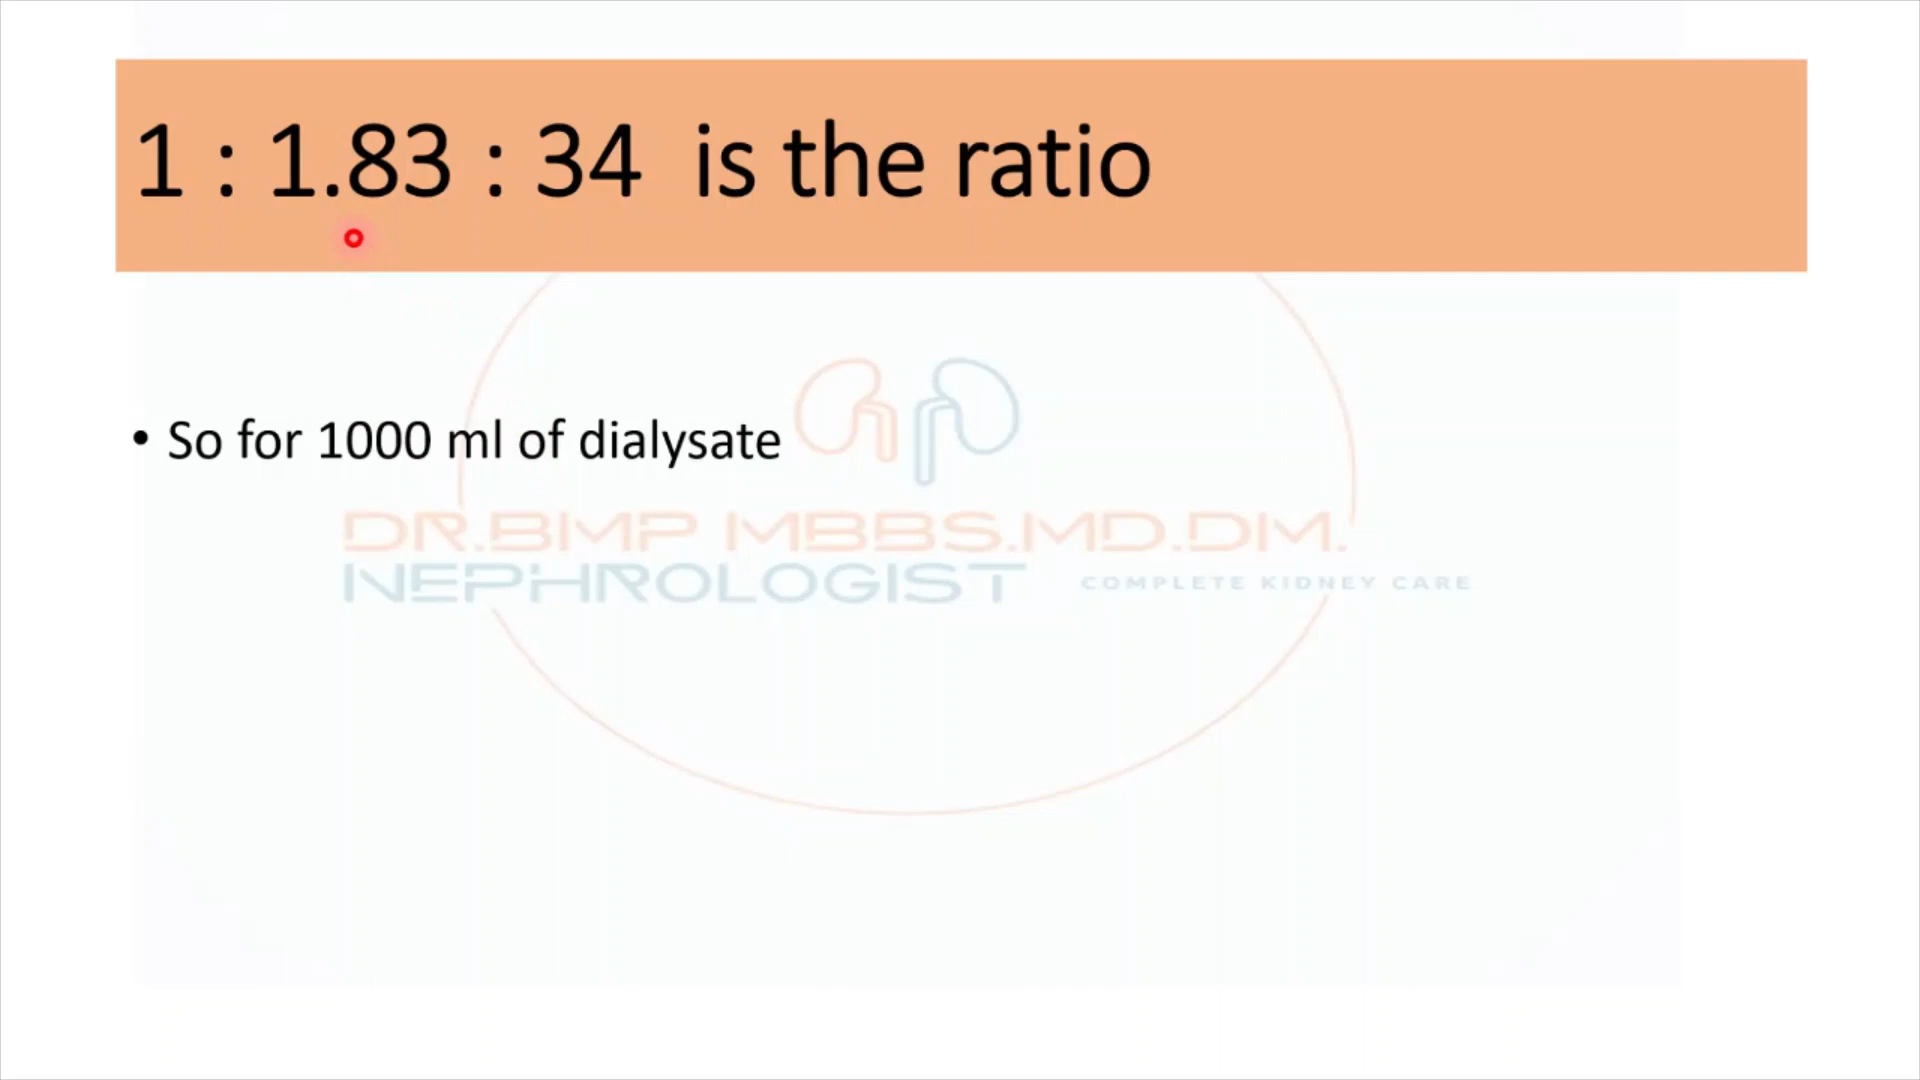 1 : 1.83 : 34 is the ratio
• So for 1000 ml of dialysate
DR.BMP MBBS.MD.DM.
NEPHROLOGIST COMPLETE KIDNEY CARE